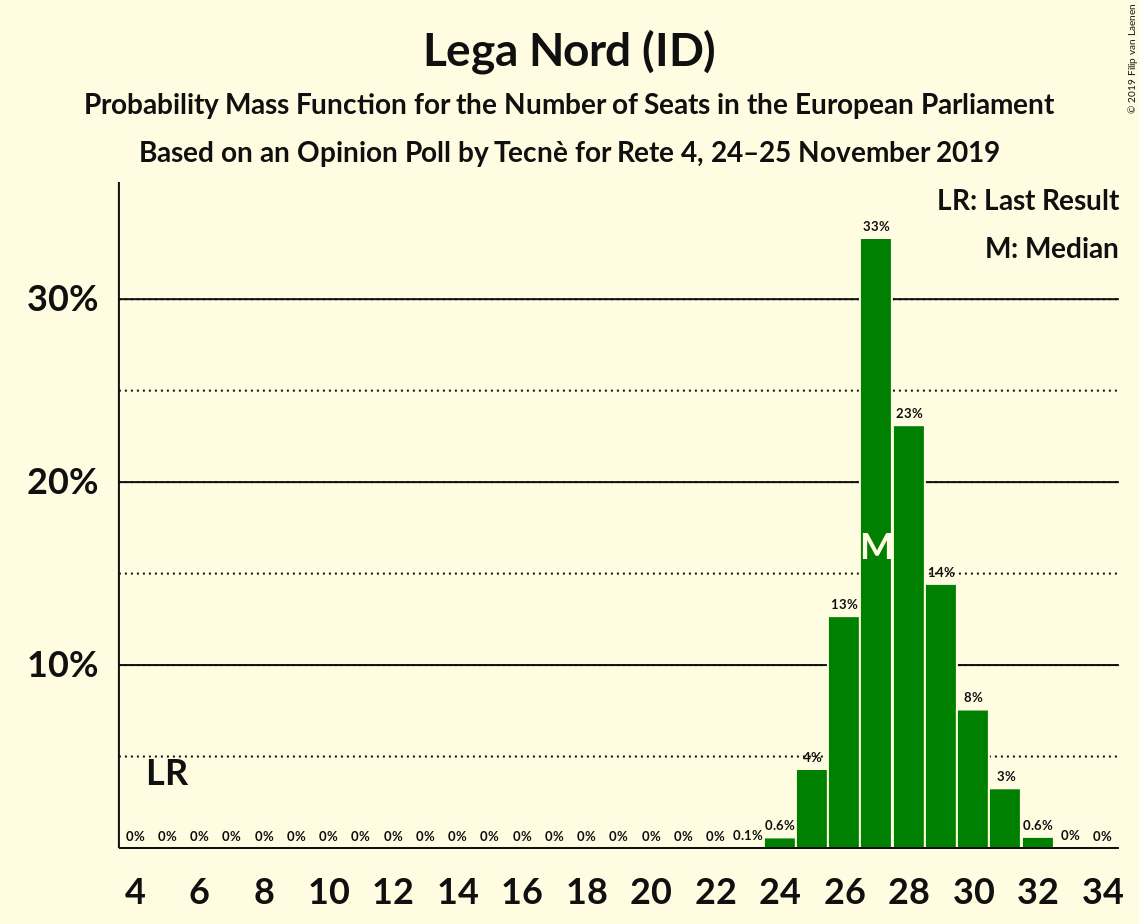 Lega Nord (ID)
Probability Mass Function for the Number of Seats in the European Parliament
Based on an Opinion Poll by Tecnè for Rete 4, 24–25 November 2019
© 2019 Filip van Laenen
LR: Last Result
M: Median
33%
30%
23%
20%
M
14%
13%
10%
8%
4%
LR
3%
0% 0% 0% 0% 0% 0% 0% 0% 0% 0% 0% 0% 0% 0% 0% 0% 0% 0% 0% 0.1% 0.6% 0.6% 0% 0%
4 6 8 10 12 14 16 18 20 22 24 26 28 30 32 34